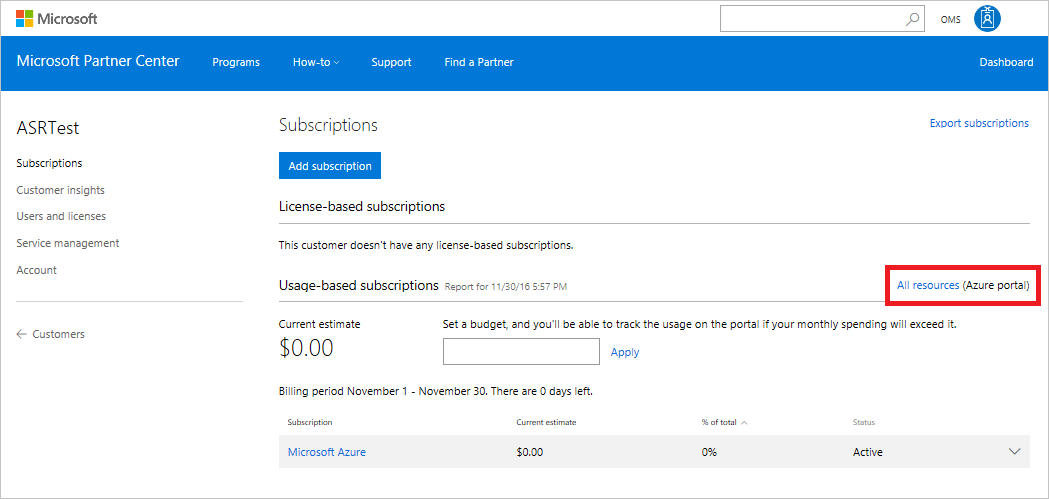 Microsoft OMS
Microsoft Partner Center Programs How-to Support Find a Partner Dashboard
ASRTest
Subscriptions
Customer insights
Users and licenses
Service management
Account
Customers
Subscriptions
Export subscriptions
Add subscription
License-based subscriptions
This customer doesn't have any license-based subscriptions.
Usage-based subscriptions Report for 11/30/16 5:57 PM
All resources (Azure portal)
Current estimate
$0.00
Set a budget, and you'll be able to track the usage on the portal if your monthly spending will exceed it.
Apply
Billing period November 1 - November 30. There are 0 days left.
Subscription Current estimate % of total Status
Microsoft Azure $0.00 0% Active